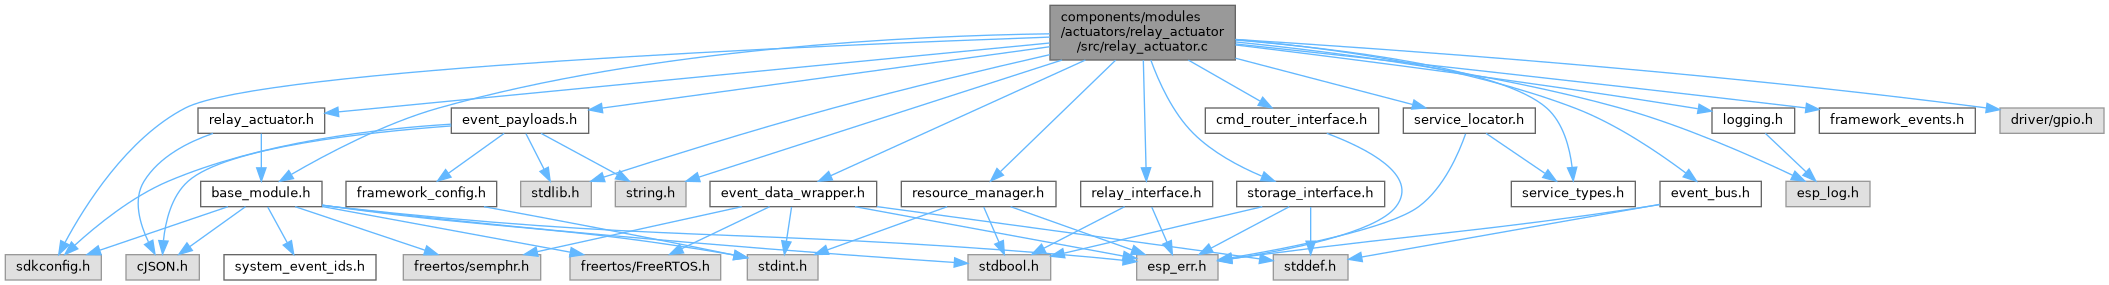 components/modules
/actuators/relay_actuator
/src/relay_actuator.c
relay_actuator.h
event_payloads.h
cmd_router_interface.h
service_locator.h
logging.h
framework_events.h
driver/gpio.h
base_module.h
framework_config.h
stdlib.h
string.h
event_data_wrapper.h
resource_manager.h
relay_interface.h
storage_interface.h
service_types.h
event_bus.h
esp_log.h
sdkconfig.h
cJSON.h
system_event_ids.h
freertos/semphr.h
freertos/FreeRTOS.h
stdint.h
stdbool.h
esp_err.h
stddef.h